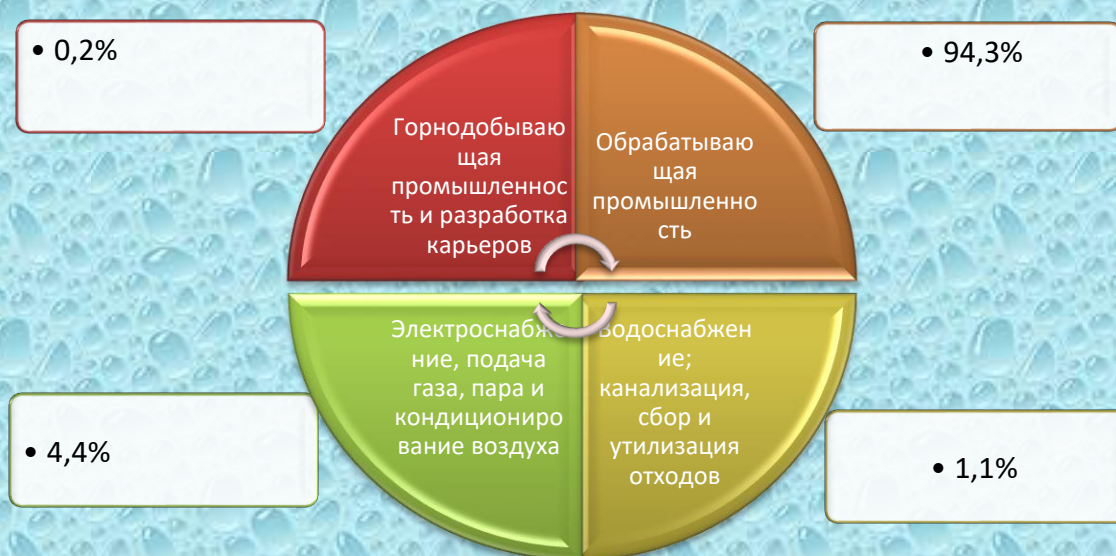 • 0,2%
• 94,3%
Горнодобываю
щая
промышленнос
ть и разработка
карьеров
Обрабатываю
щая
промышленно
сть
Электроснабже
ние, подача
газа, пара и
кондициониро
вание воздуха
Водоснабжен
ие;
канализация,
сбор и
утилизация
отходов
• 4,4%
• 1,1%